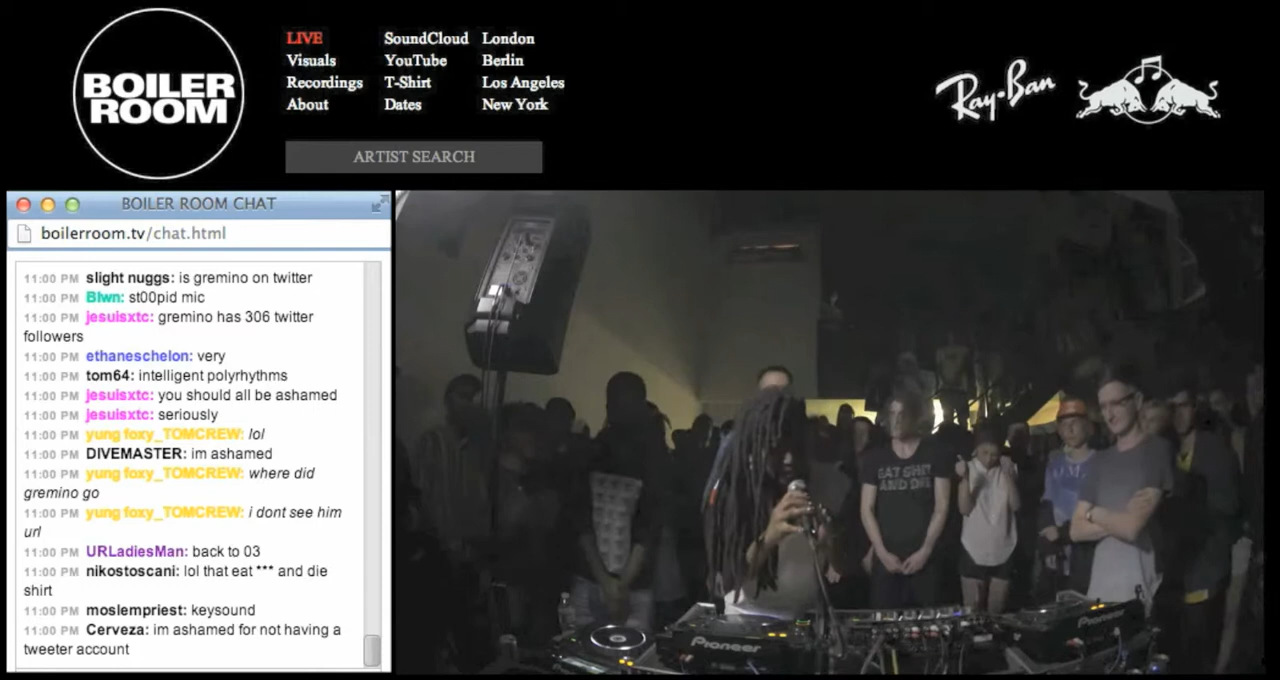 BOILER
ROOM
LIVE
Visuals
Recordings
About
SoundCloud
YouTube
T-Shirt
Dates
London
Berlin
Los Angeles
New York
ARTIST SEARCH
Ray-Ban
BOILER ROOM CHAT
boilerroom.tv/chat.html
11:00 PM slight nuggs: is gremino on twitter
11:00 PM Blwn: st00pid mic
11:00 PM jesuisxtc: gremino has 306 twitter
followers
11:00 PM ethaneschelon: very
11:00 PM tom64: intelligent polyrhythms
11:00 PM jesuisxtc: you should all be ashamed
11:00 PM jesuisxtc: seriously
11:00 PM yung foxy_TOMCREW: lol
11:00 PM DIVEMASTER: im ashamed
11:00 PM yung foxy_TOMCREW: where did
gremino go
11:00 PM yung foxy_TOMCREW: i dont see him
url
11:00 PM URLadiesMan: back to 03
11:00 PM nikostoscani: lol that eat *** and die
shirt
11:00 PM moslempriest: keysound
11:00 PM Cerveza: im ashamed for not having a
tweeter account
EAT SHIT
AND DIE
Pioneer